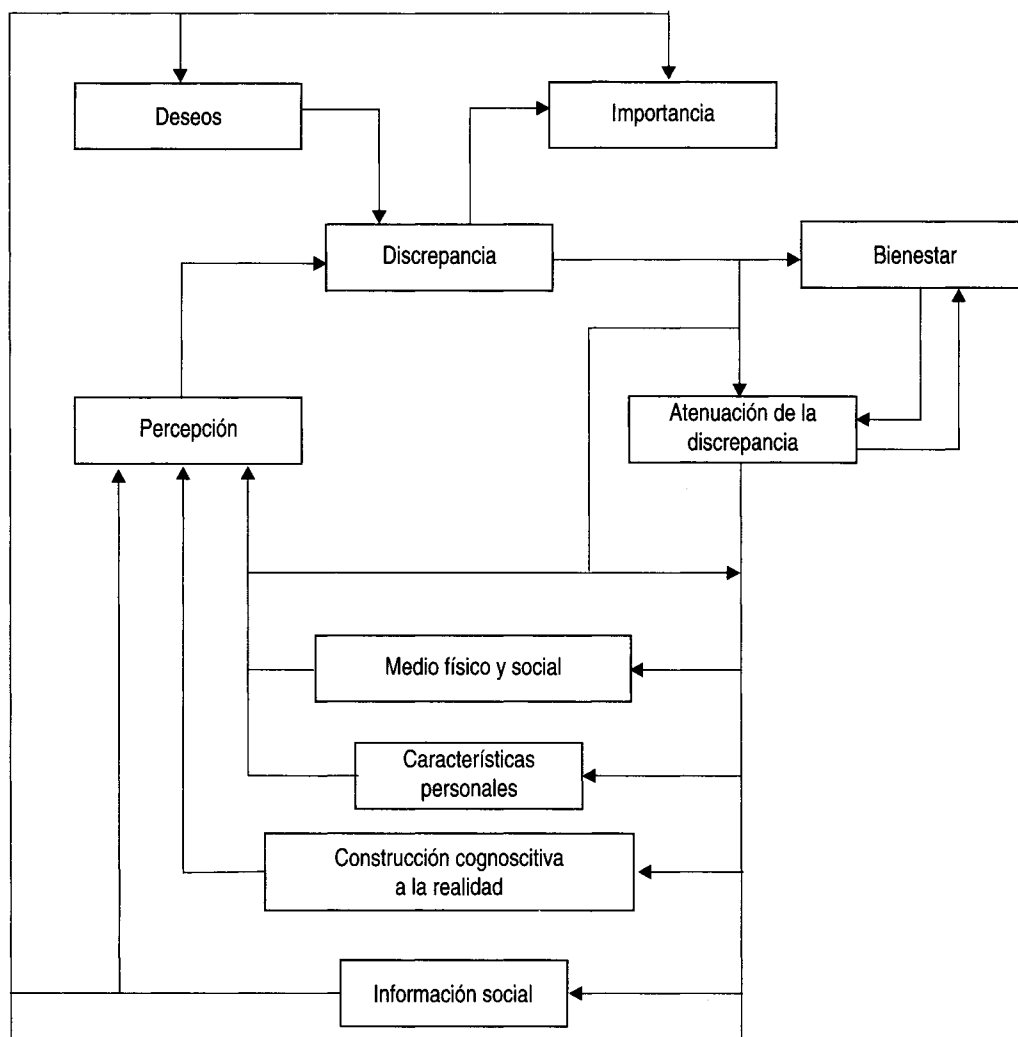 Deseos
Importancia
Discrepancia
Bienestar
Percepción
Atenuación de la
discrepancia
Medio físico y social
Características
personales
Construcción cognoscitiva
a la realidad
Información social